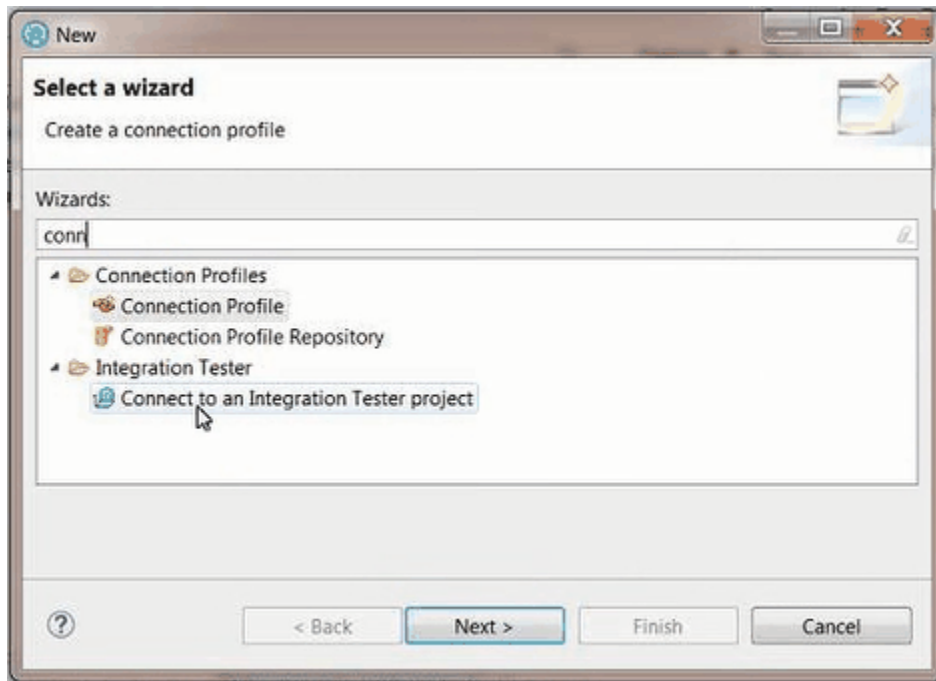 New
Select a wizard
Create a connection profile
Wizards:
conn
Connection Profiles
Connection Profile
Connection Profile Repository
Integration Tester
Connect to an Integration Tester project
? < Back Next > Finish Cancel